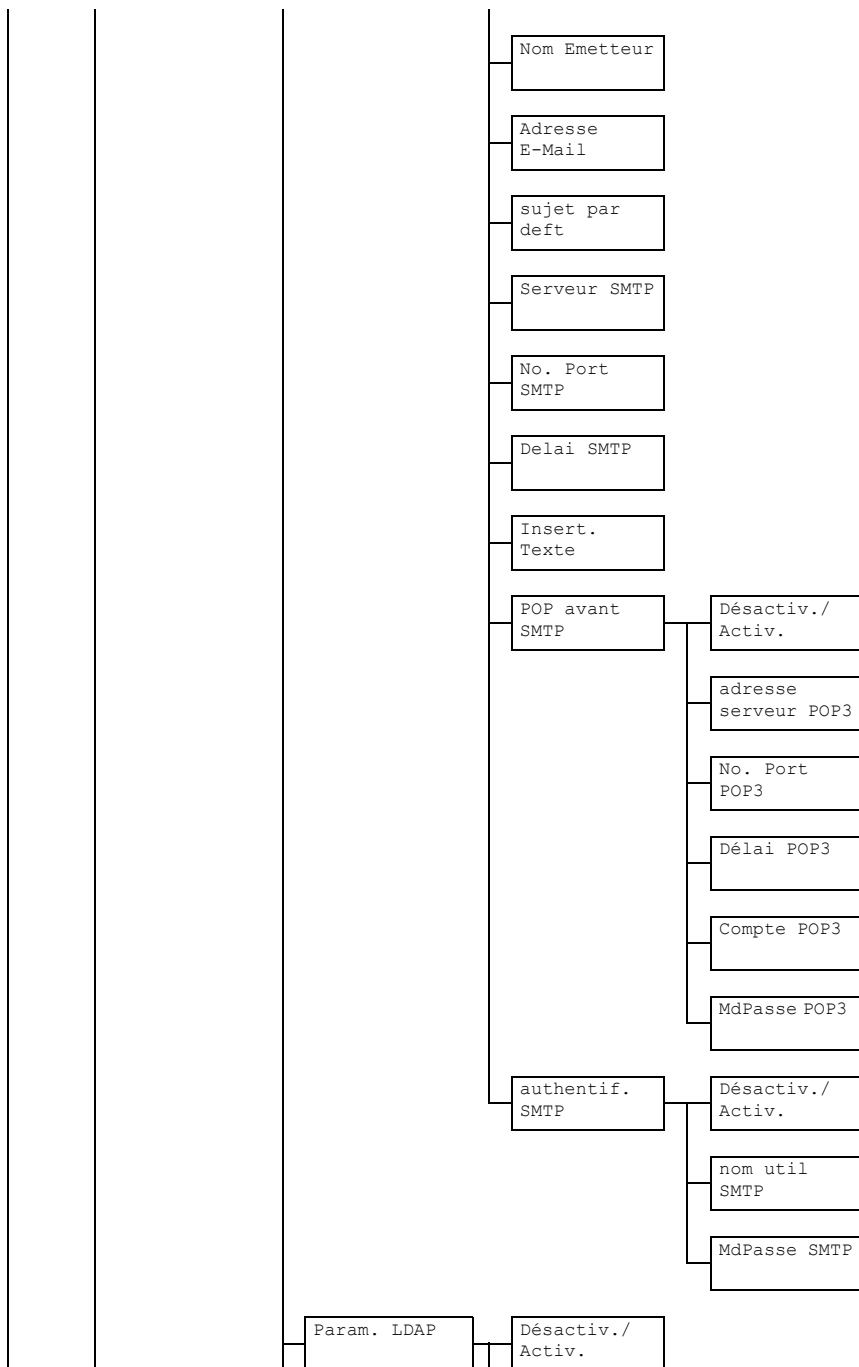 Nom Emetteur
Adresse
E-Mail
sujet par
deft
Serveur SMTP
No. Port
SMTP
Delai SMTP
Insert.
Texte
POP avant
SMTP
Désactiv./
Activ.
adresse
serveur POP3
No. Port
POP3
Délai POP3
Compte POP3
MdPasse POP3
authentif.
SMTP
Désactiv./
Activ.
nom util
SMTP
MdPasse SMTP
Param. LDAP
Désactiv./
Activ.